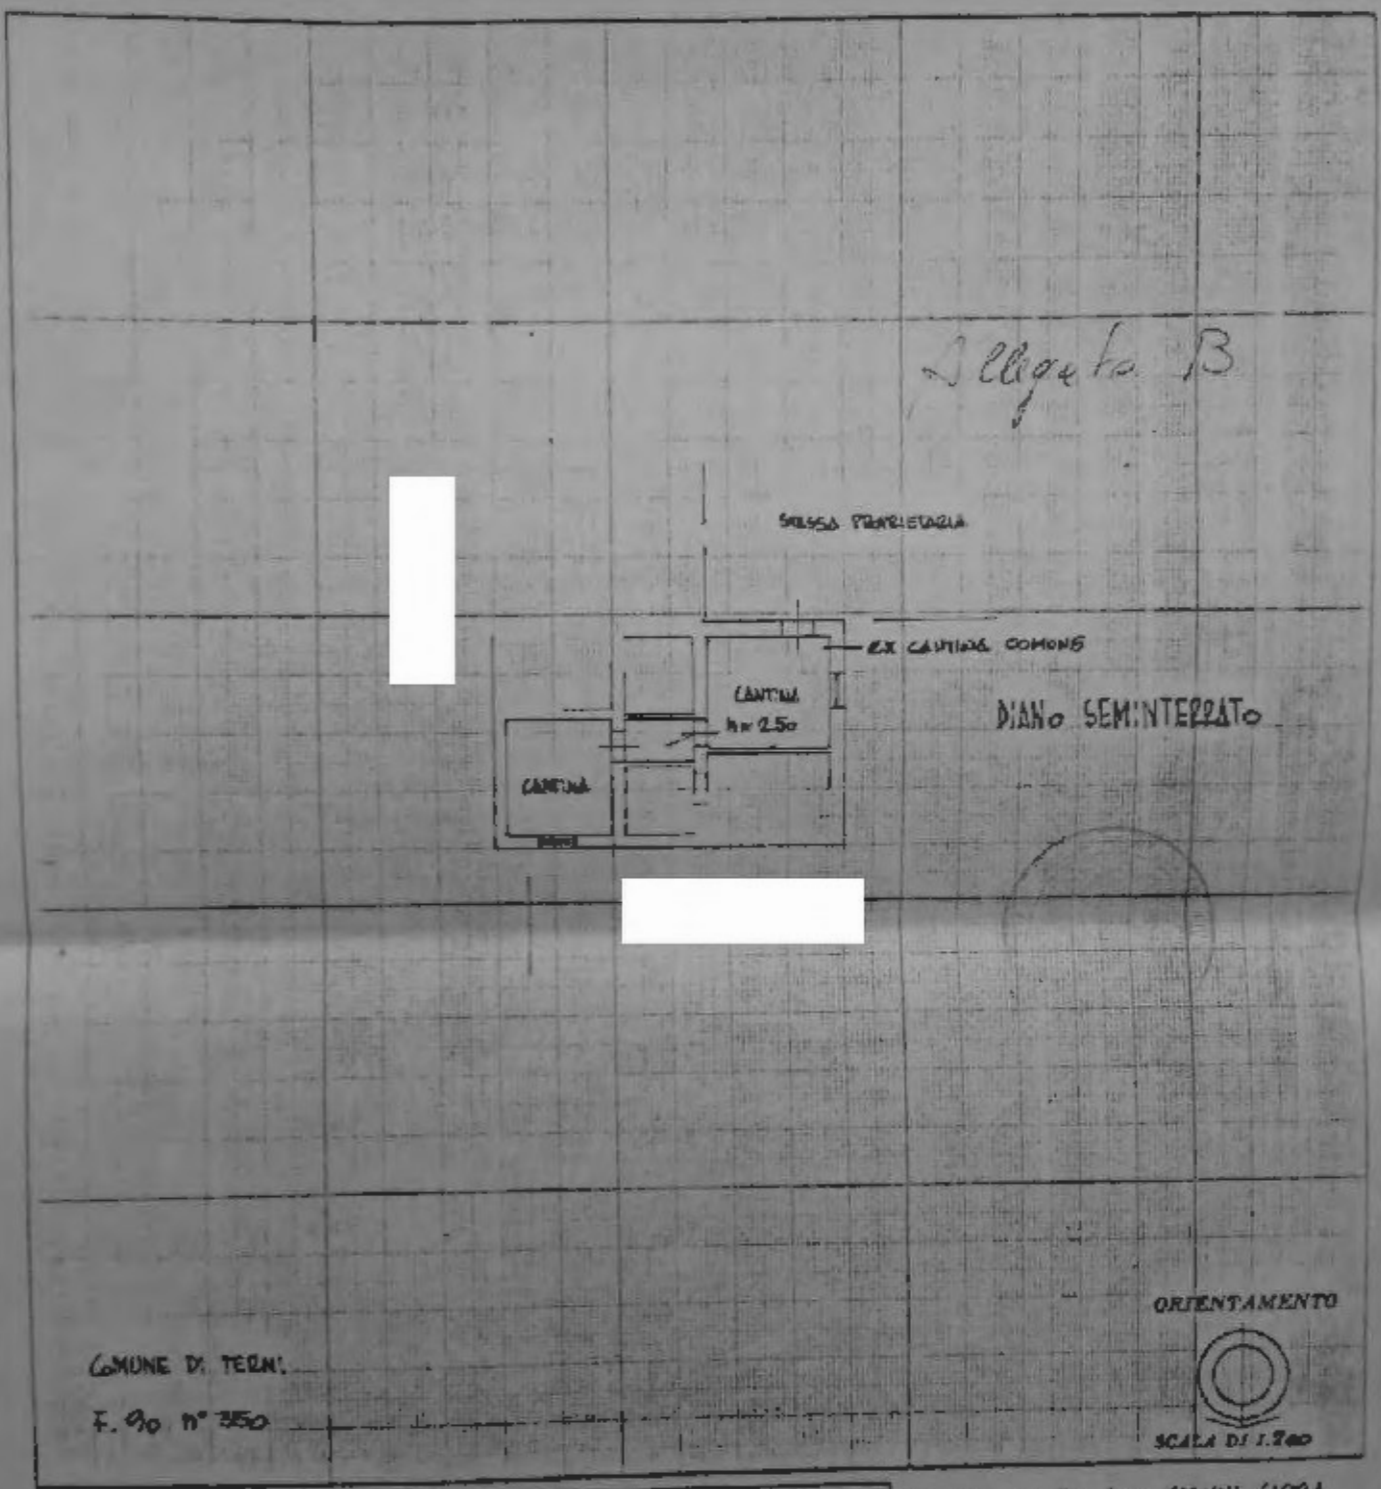 Allegato B
STESSA PROPRIETARIA
EX CANTINA COMUNE
CANTINA
h= 2.50
PIANO SEMINTERRATO
CANTINA
ORIENTAMENTO
COMUNE DI TERNI
F. 90 n° 350
SCALA DI 1.200